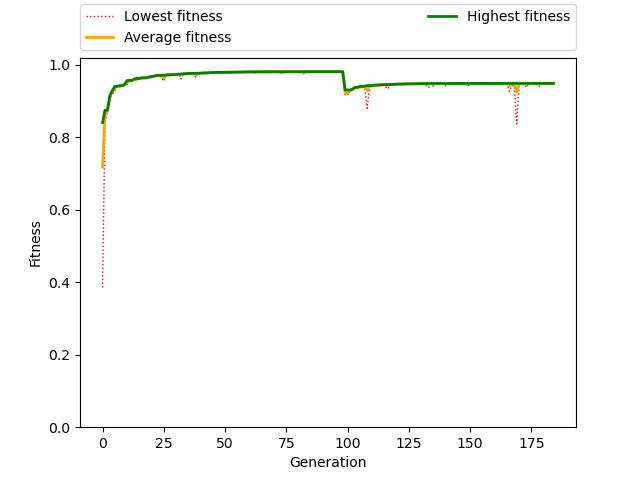 Lowest fitness
Average fitness
Highest fitness
1.0
0.8
0.6
0.4
0.2
0.0
Fitness
0 25 50 75 100 125 150 175
Generation